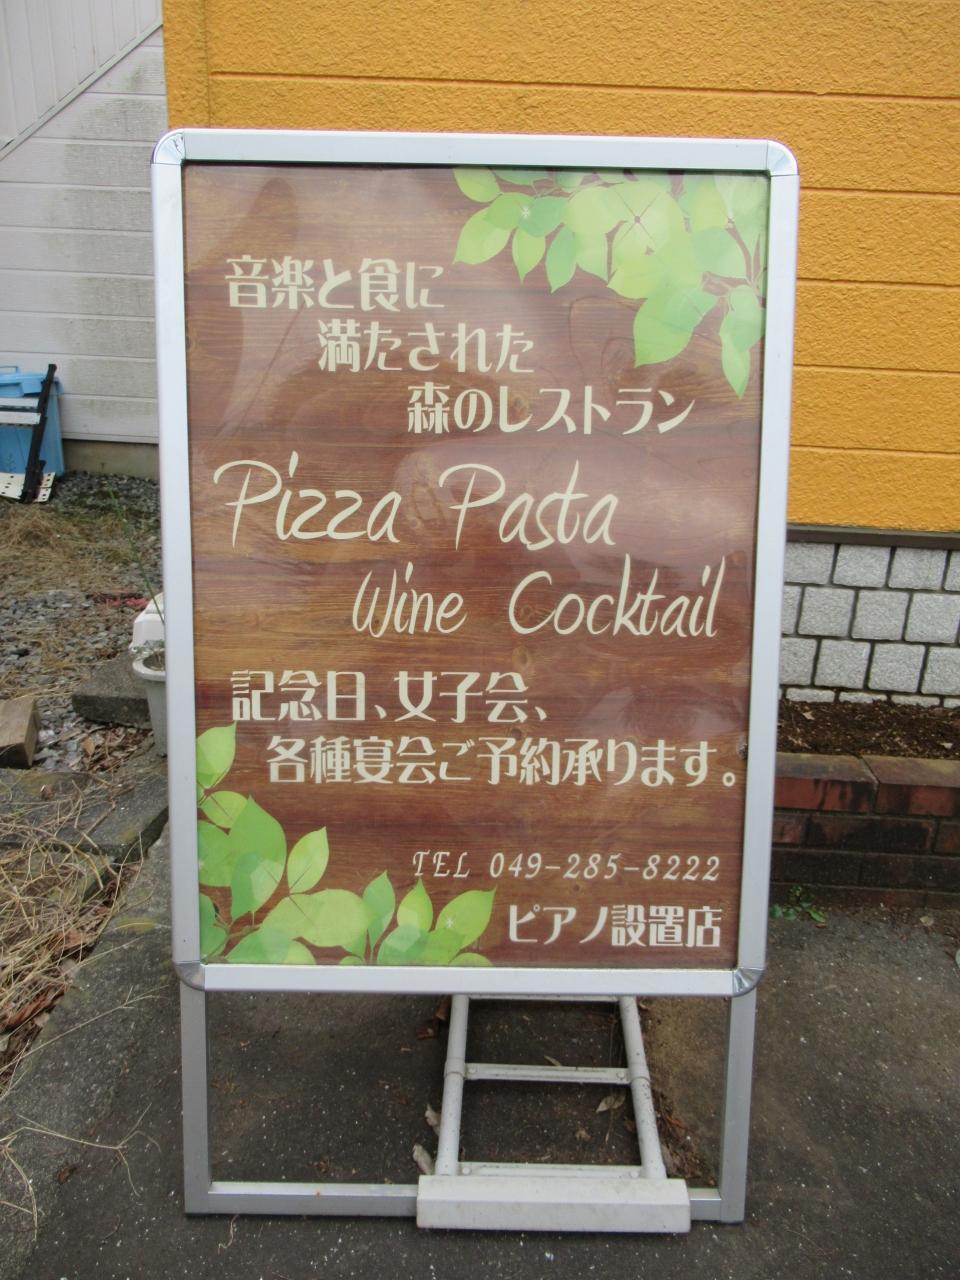 音楽と食に
満たされた
森のレストラン
Pizza Pasta
Wine Cocktail
記念日、女子会、
各種宴会ご予約承ります。
TEL 049-285-8222
ピアノ設置店